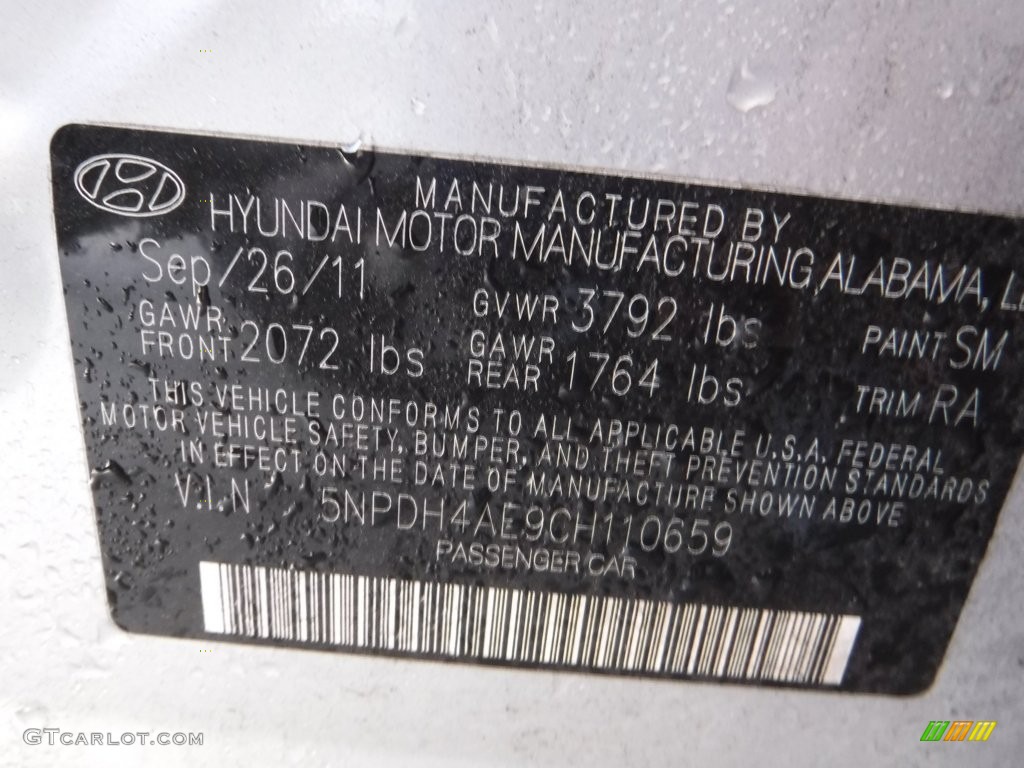 MANUFACTURED BY
HYUNDAI MOTOR MANUFACTURING ALABAMA,
Sep/26/11
GVWR 3792 lbs
PAINT SM
GAWR FRONT 2072 lbs
GAWR REAR 1764 lbs
TRIM RA
THIS VEHICLE CONFORMS TO ALL APPLICABLE U.S.A. FEDERAL
MOTOR VEHICLE SAFETY, BUMPER, AND THEFT PREVENTION STANDARDS
IN EFFECT ON THE DATE OF MANUFACTURE SHOWN ABOVE
V.I.N 5NPDH4AE9CH110659
PASSENGER CAR
GTCARLOT.COM